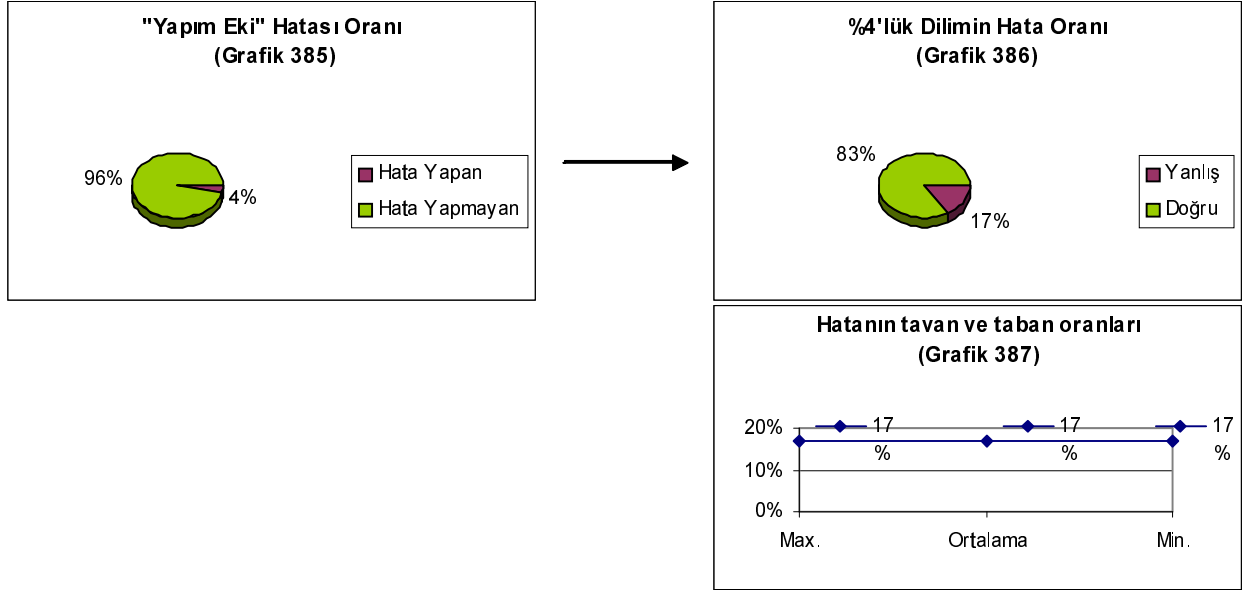 "Yapım Eki" Hatası Oranı
(Grafik 385)
96%
4%
Hata Yapan
Hata Yapmayan
%4'lük Dilimin Hata Oranı
(Grafik 386)
83%
17%
Yanlış
Doğru
Hatanın tavan ve taban oranları
(Grafik 387)
20%
10%
0%
17
%
17
%
17
%
Max.
Ortalama
Min.